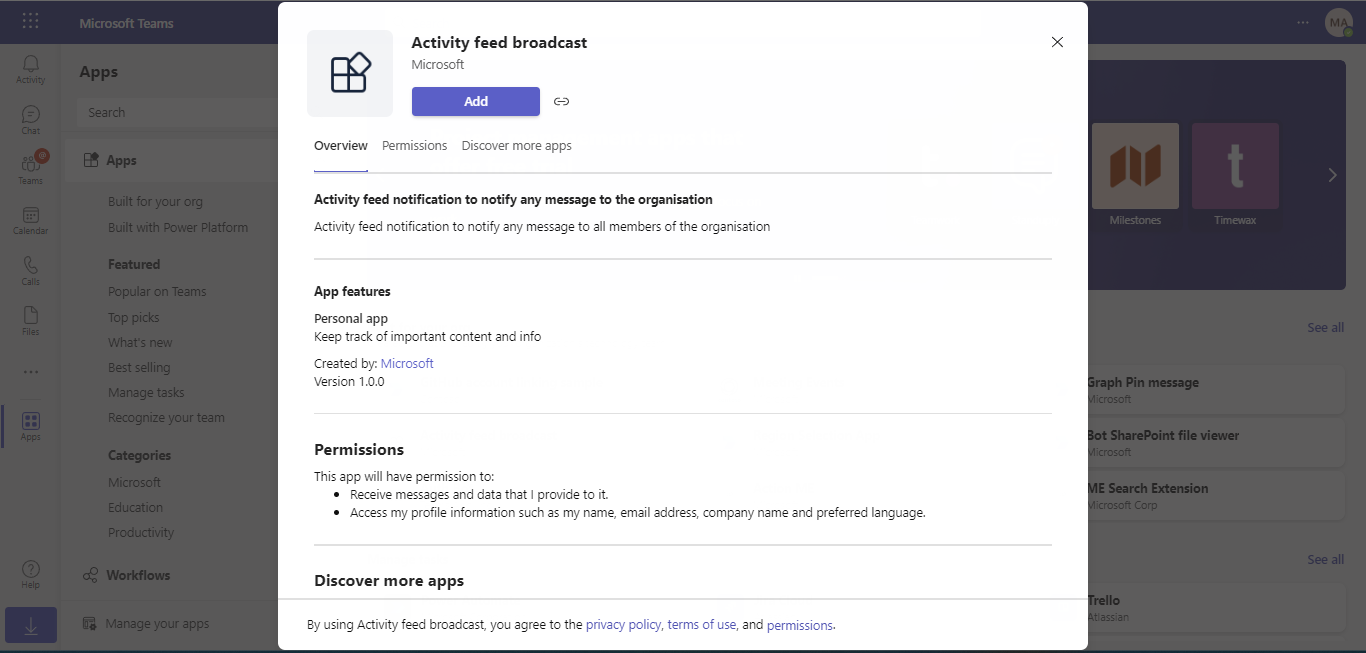 Microsoft Teams
MA
Activity
Chat
@
Teams
Calendar
Calls
Files
Apps
Help
Apps
Search
Apps
Built for your org
Built with Power Platform
Featured
Popular on Teams
Top picks
What's new
Best selling
Manage tasks
Recognize your team
Categories
Microsoft
Education
Productivity
Workflows
Manage your apps
Activity feed broadcast
Microsoft
Add
Overview Permissions Discover more apps
Activity feed notification to notify any message to the organisation
Activity feed notification to notify any message to all members of the organisation
App features
Personal app
Keep track of important content and info
Created by: Microsoft
Version 1.0.0
Permissions
This app will have permission to:
• Receive messages and data that I provide to it.
• Access my profile information such as my name, email address, company name and preferred language.
Discover more apps
By using Activity feed broadcast, you agree to the privacy policy, terms of use, and permissions.
t
Milestones Timewax
See all
Graph Pin message
Microsoft
Bot SharePoint file viewer
Microsoft
ME Search Extension
Microsoft Corp
See all
Trello
Atlassian